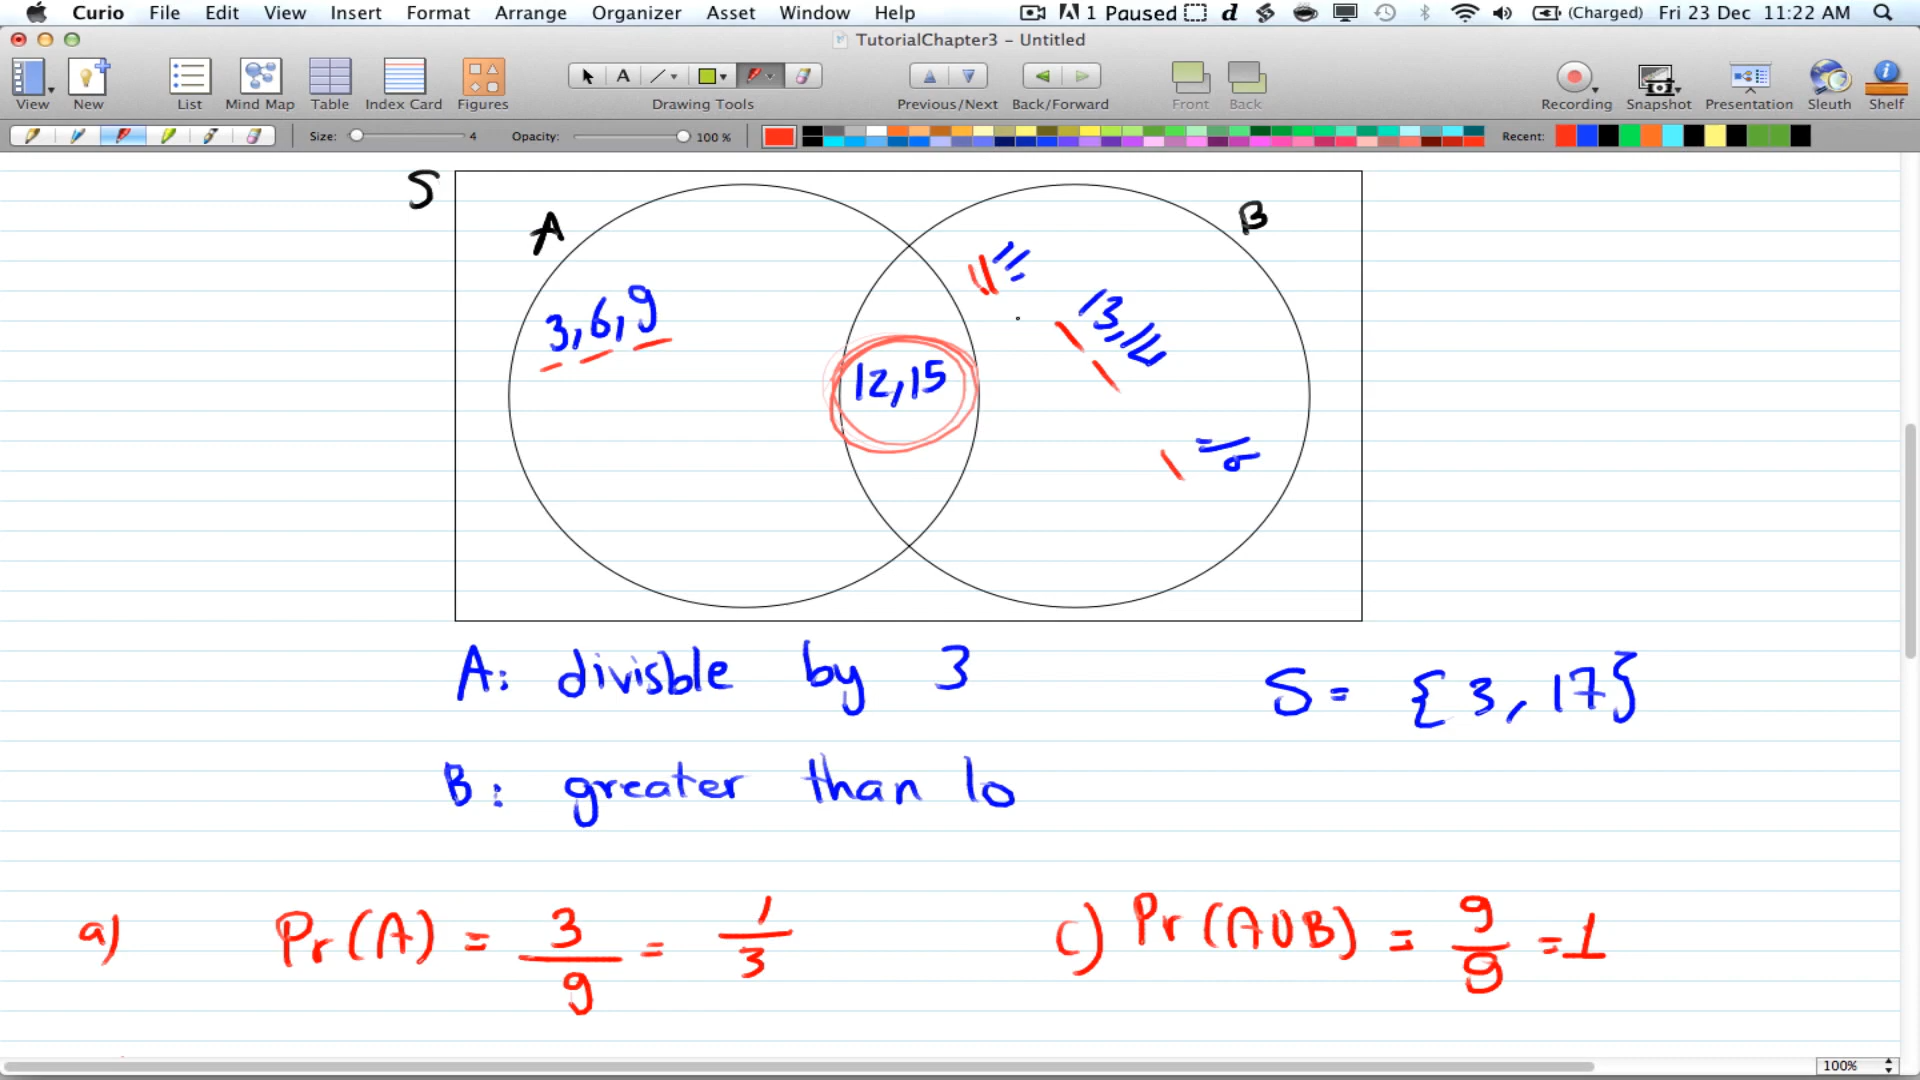 Curio File Edit View Insert Format Arrange Organizer Asset Window Help 1 Paused (Charged) Fri 23 Dec 11:22 AM
TutorialChapter3 – Untitled
View New List Mind Map Table Index Card Figures Drawing Tools Previous/Next Back/Forward Front Back Recording Snapshot Presentation Sleuth Shelf
Size: 4 Opacity: 100 % Recent:
S
A
B
3, 6, 9
11,
13, 14
12, 15
A: divisble by 3
S = { 3, 17}
B: greater than 10
a) Pr (A) = 3/9 = 1/3
c) Pr (A∪B) = 9/9 = 1
100%